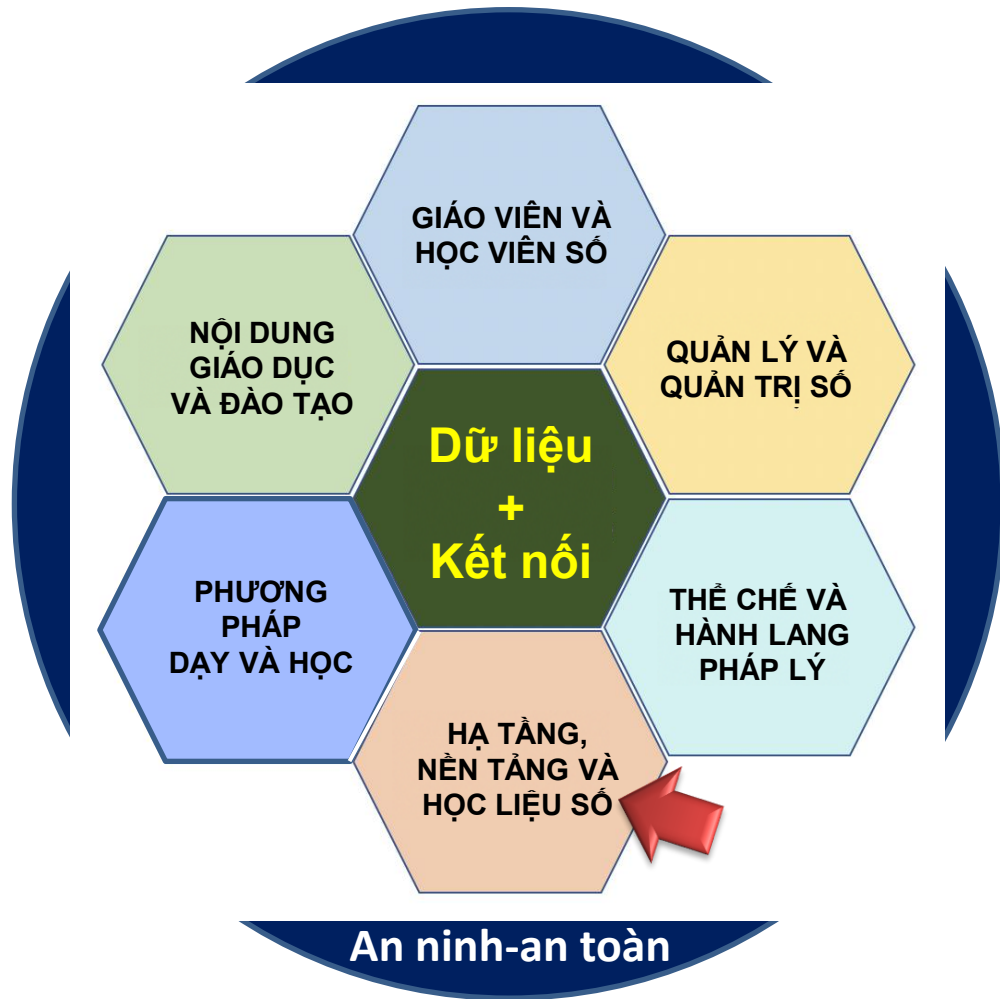 GIÁO VIÊN VÀ
HỌC VIÊN SỐ
NỘI DUNG
GIÁO DỤC
VÀ ĐÀO TẠO
QUẢN LÝ VÀ
QUẢN TRỊ SỐ
Dữ liệu
+
Kết nối
PHƯƠNG
PHÁP
DẠY VÀ HỌC
THỂ CHẾ VÀ
HÀNH LANG
PHÁP LÝ
HẠ TẦNG,
NỀN TẢNG VÀ
HỌC LIỆU SỐ
An ninh-an toàn